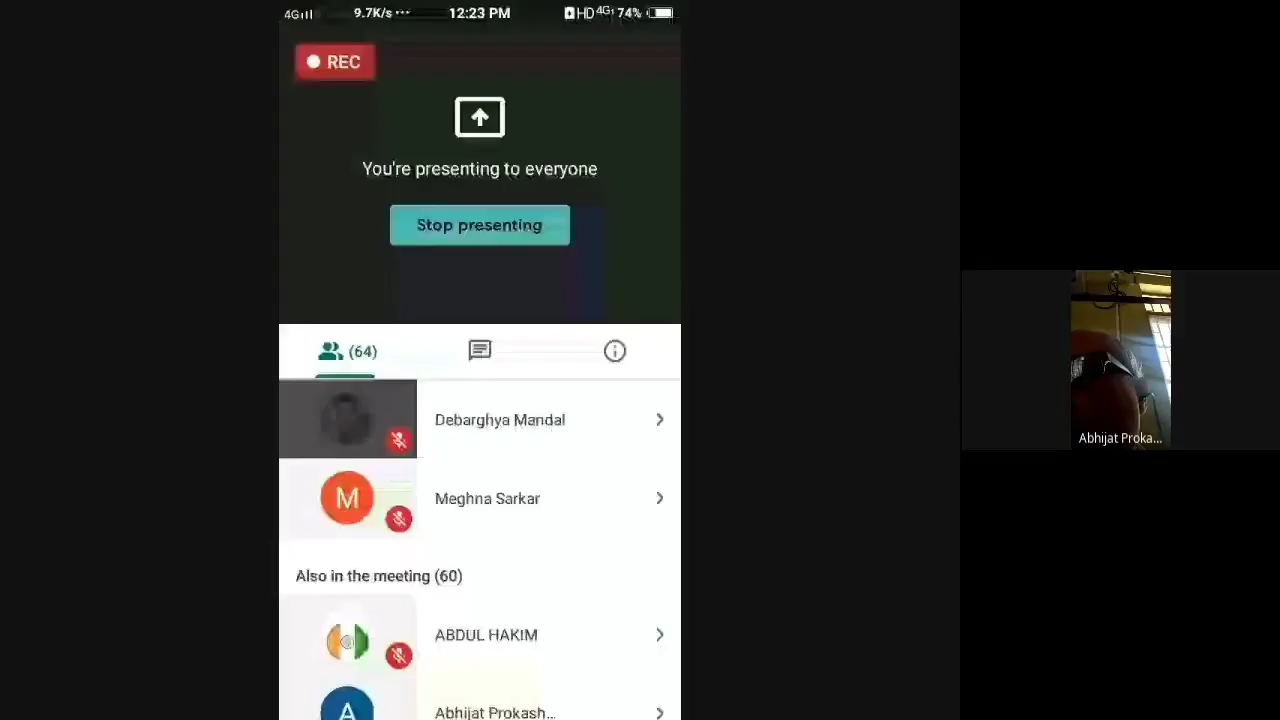 4G 9.7K/s ... 12:23 PM HD 4G 74%
REC
You're presenting to everyone
Stop presenting
(64)
Debarghya Mandal
M Meghna Sarkar
Also in the meeting (60)
ABDUL HAKIM
A Abhijat Prokash...
Abhijat Proka...